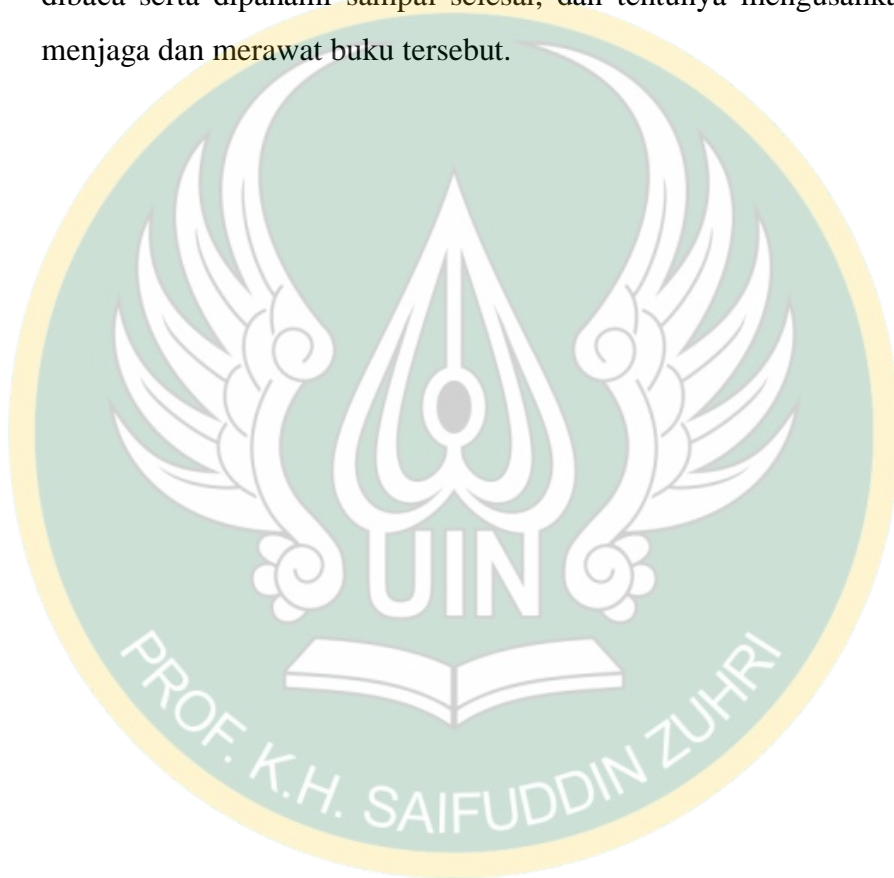 dibaca serta dipahami sampai selesai, dan tentunya
menjaga dan merawat buku tersebut.
UIN
PROF. K.H. SAIFUDDIN ZUHRI